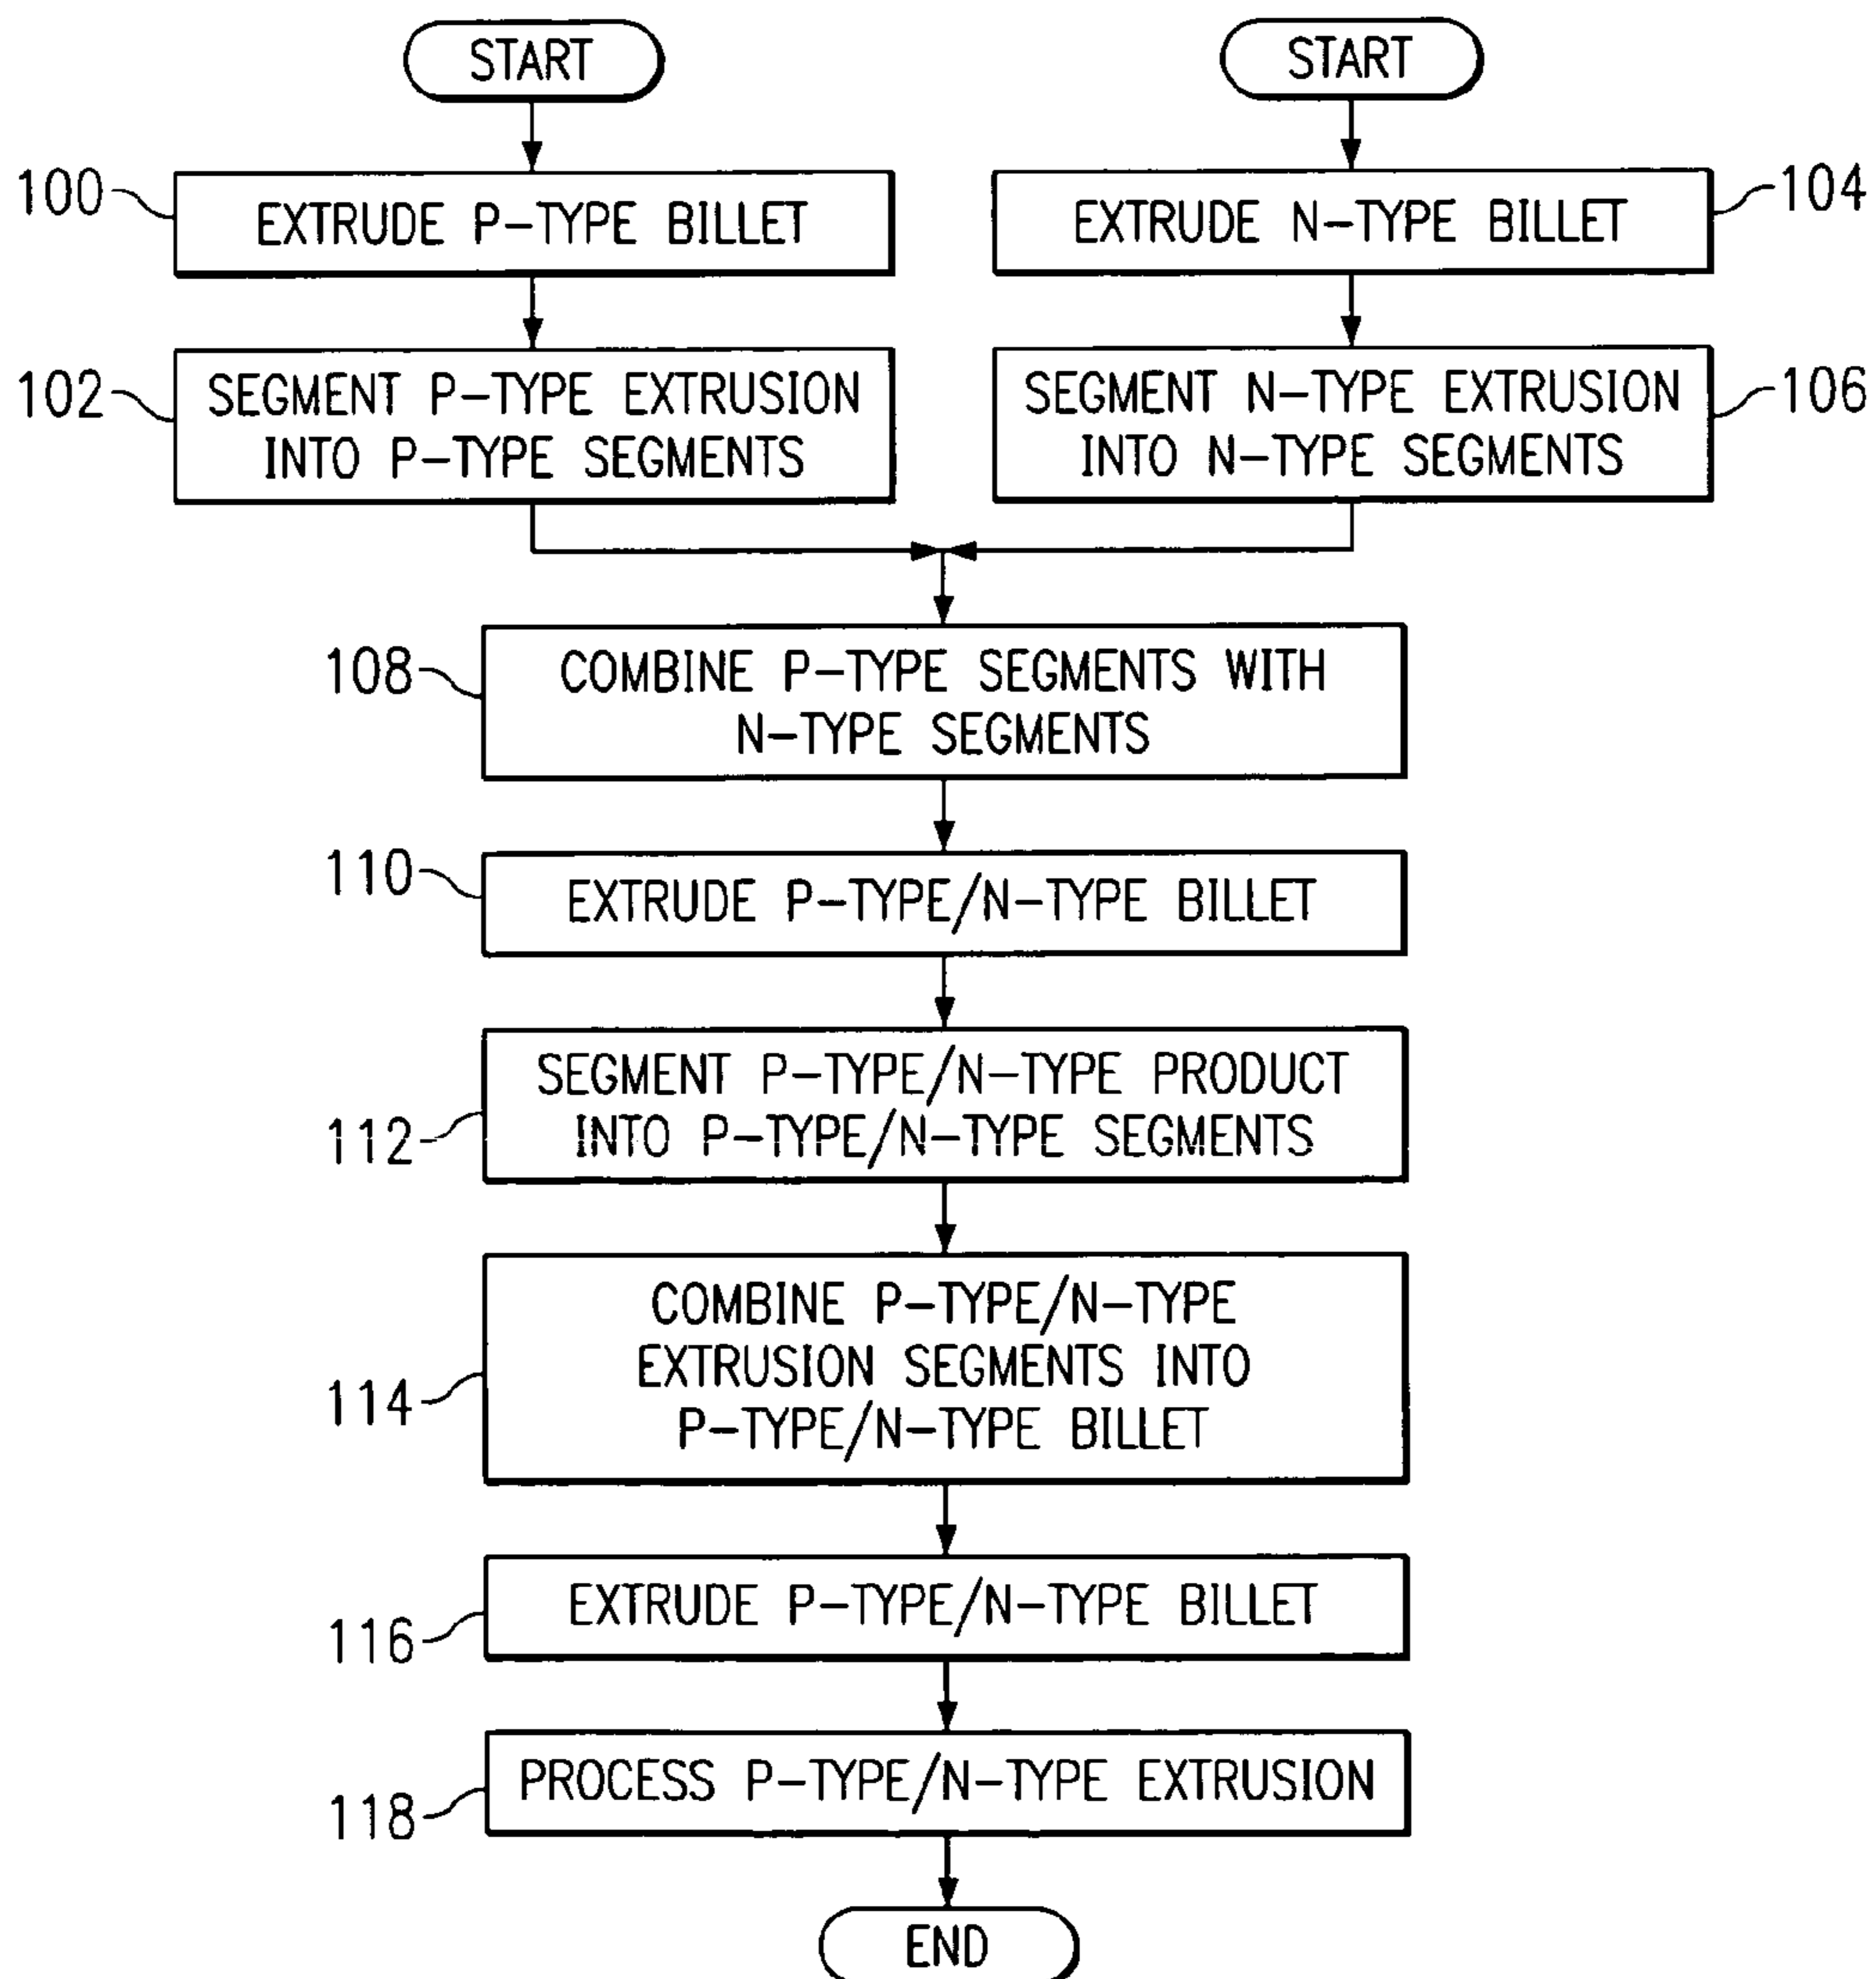 START
START
100
EXTRUDE P-TYPE BILLET
EXTRUDE N-TYPE BILLET
104
102
SEGMENT P-TYPE EXTRUSION
INTO P-TYPE SEGMENTS
SEGMENT N-TYPE EXTRUSION
INTO N-TYPE SEGMENTS
106
108
COMBINE P-TYPE SEGMENTS WITH
N-TYPE SEGMENTS
110
EXTRUDE P-TYPE/N-TYPE BILLET
112
SEGMENT P-TYPE/N-TYPE PRODUCT
INTO P-TYPE/N-TYPE SEGMENTS
114
COMBINE P-TYPE/N-TYPE
EXTRUSION SEGMENTS INTO
P-TYPE/N-TYPE BILLET
116
EXTRUDE P-TYPE/N-TYPE BILLET
118
PROCESS P-TYPE/N-TYPE EXTRUSION
END